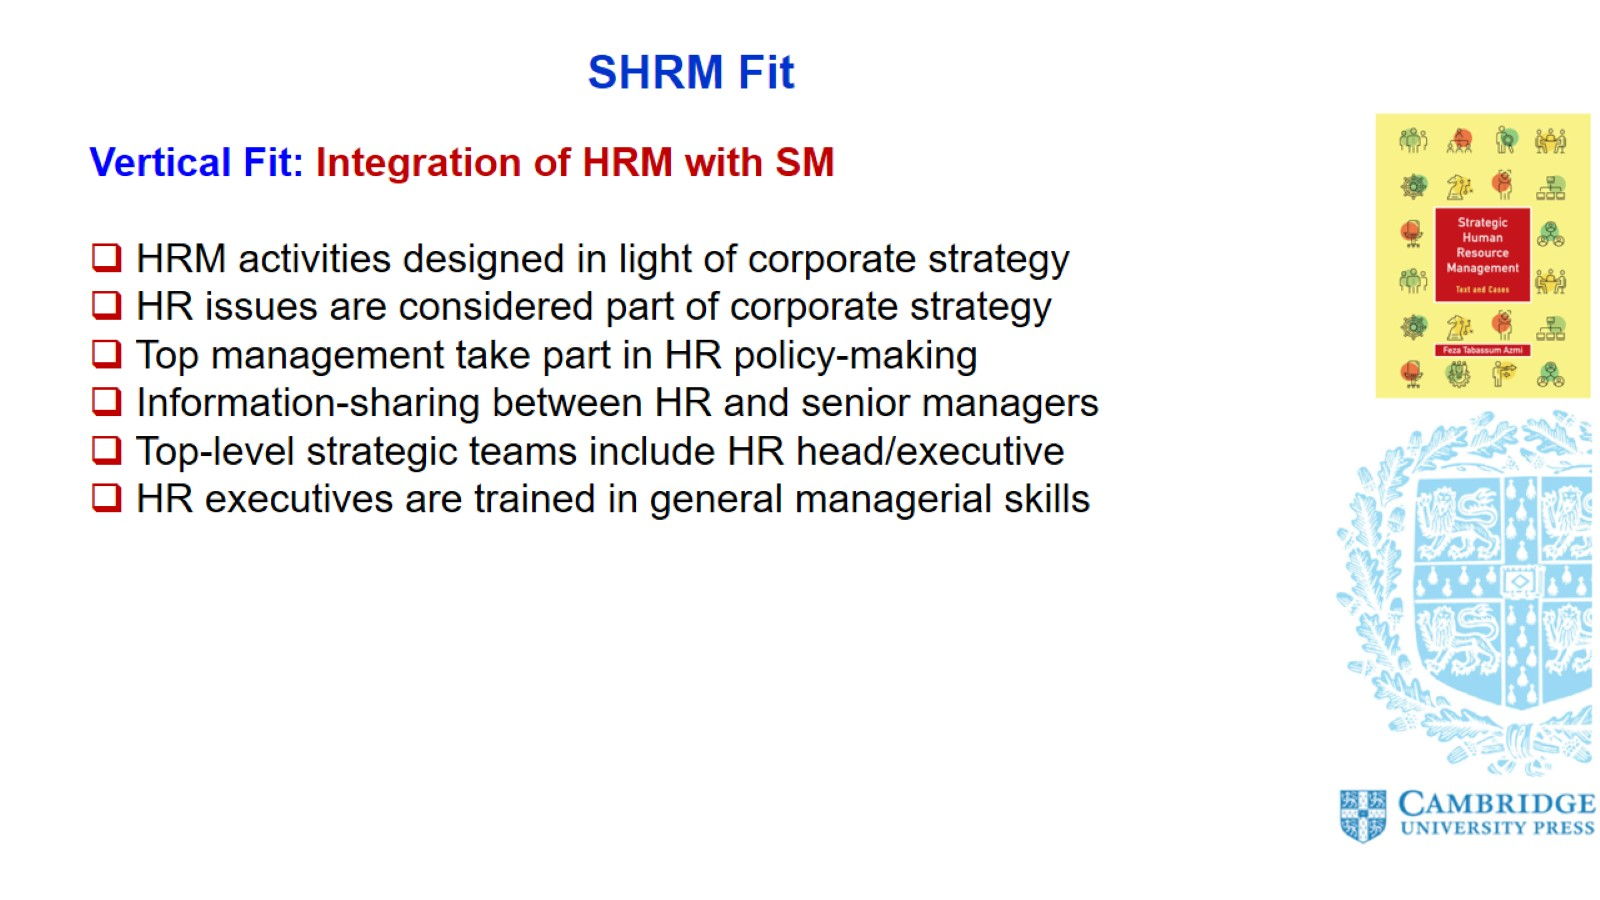 SHRM Fit
Vertical Fit: Integration of HRM with SM
HRM activities designed in light of corporate strategy
HR issues are considered part of corporate strategy
Top management take part in HR policy-making
Information-sharing between HR and senior managers
Top-level strategic teams include HR head/executive
HR executives are trained in general managerial skills
Strategic
Human
Resource
Management
Text and Cases
Feza Tabassum Azmi
CAMBRIDGE
UNIVERSITY PRESS